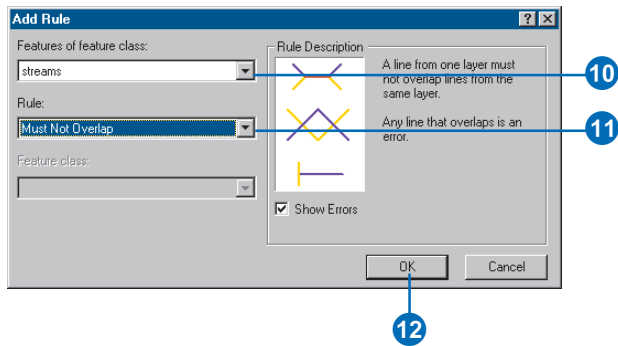 Add Rule
Features of feature class:
streams
Rule:
Must Not Overlap
Feature class:
Rule Description
A line from one layer must
not overlap lines from the
same layer.
Any line that overlaps is an
error.
Show Errors
OK
Cancel
10
11
12